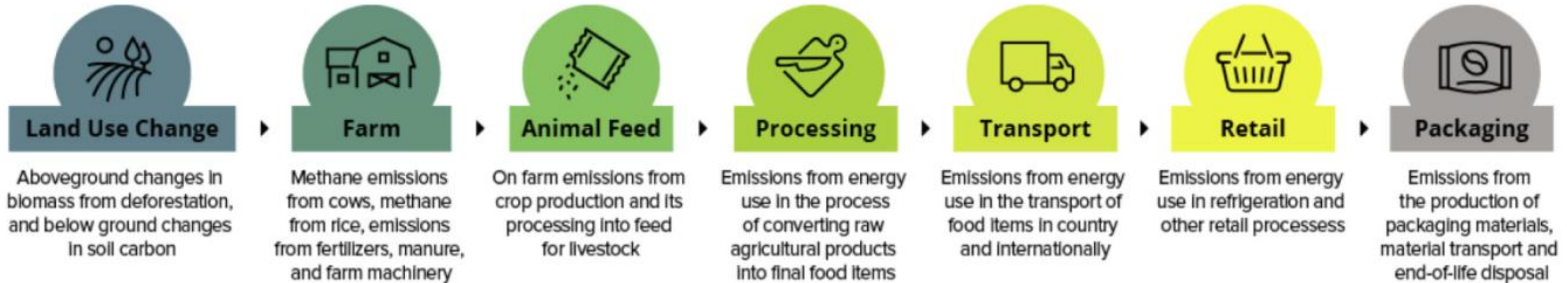 Land Use Change
Farm
Animal Feed
Processing
Transport
Retail
Packaging
Aboveground changes in
biomass from deforestation,
and below ground changes
in soil carbon
Methane emissions
from cows, methane
from rice, emissions
from fertilizers, manure,
and farm machinery
On farm emissions from
crop production and its
processing into feed
for livestock
Emissions from energy
use in the process
of converting raw
agricultural products
into final food items
Emissions from energy
use in the transport of
food items in country
and internationally
Emissions from energy
use in refrigeration and
other retail processess
Emissions from
the production of
packaging materials,
material transport and
end-of-life disposal